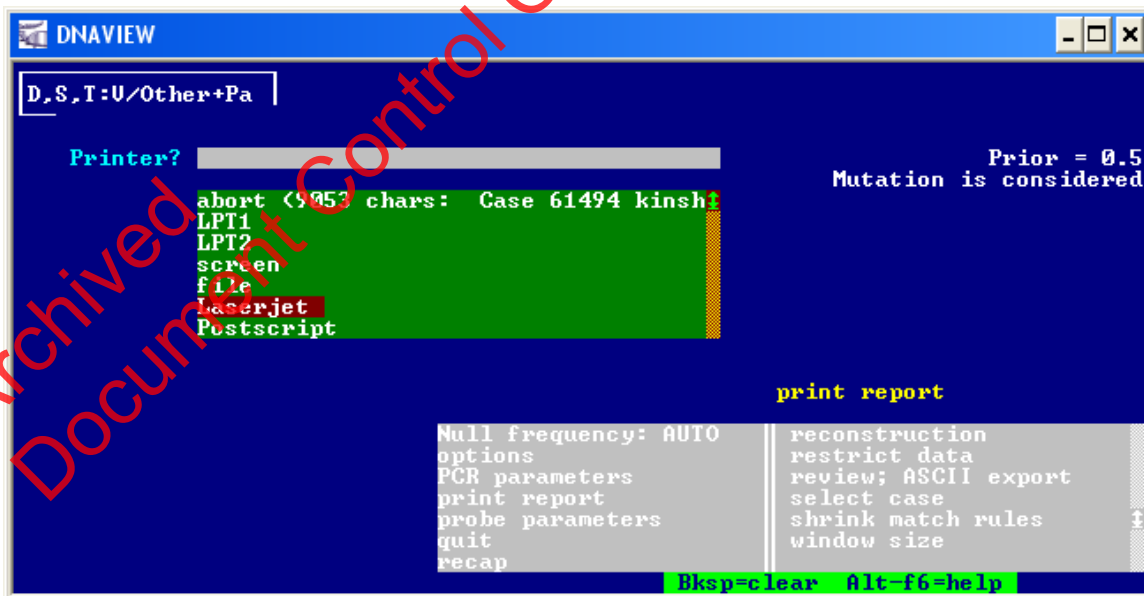 DNAVIEW
D,S,T:V/Other+Pa
Printer?
Prior = 0.5
Mutation is considered
abort (9053 chars: Case 61494 kinsh
LPT1
LPT2
screen
file
Laserjet
Postscript
print report
Null frequency: AUTO
options
PCR parameters
print report
probe parameters
quit
recap
reconstruction
restrict data
review; ASCII export
select case
shrink match rules
window size
Bksp=clear Alt-f6=help
Archived
Document Control